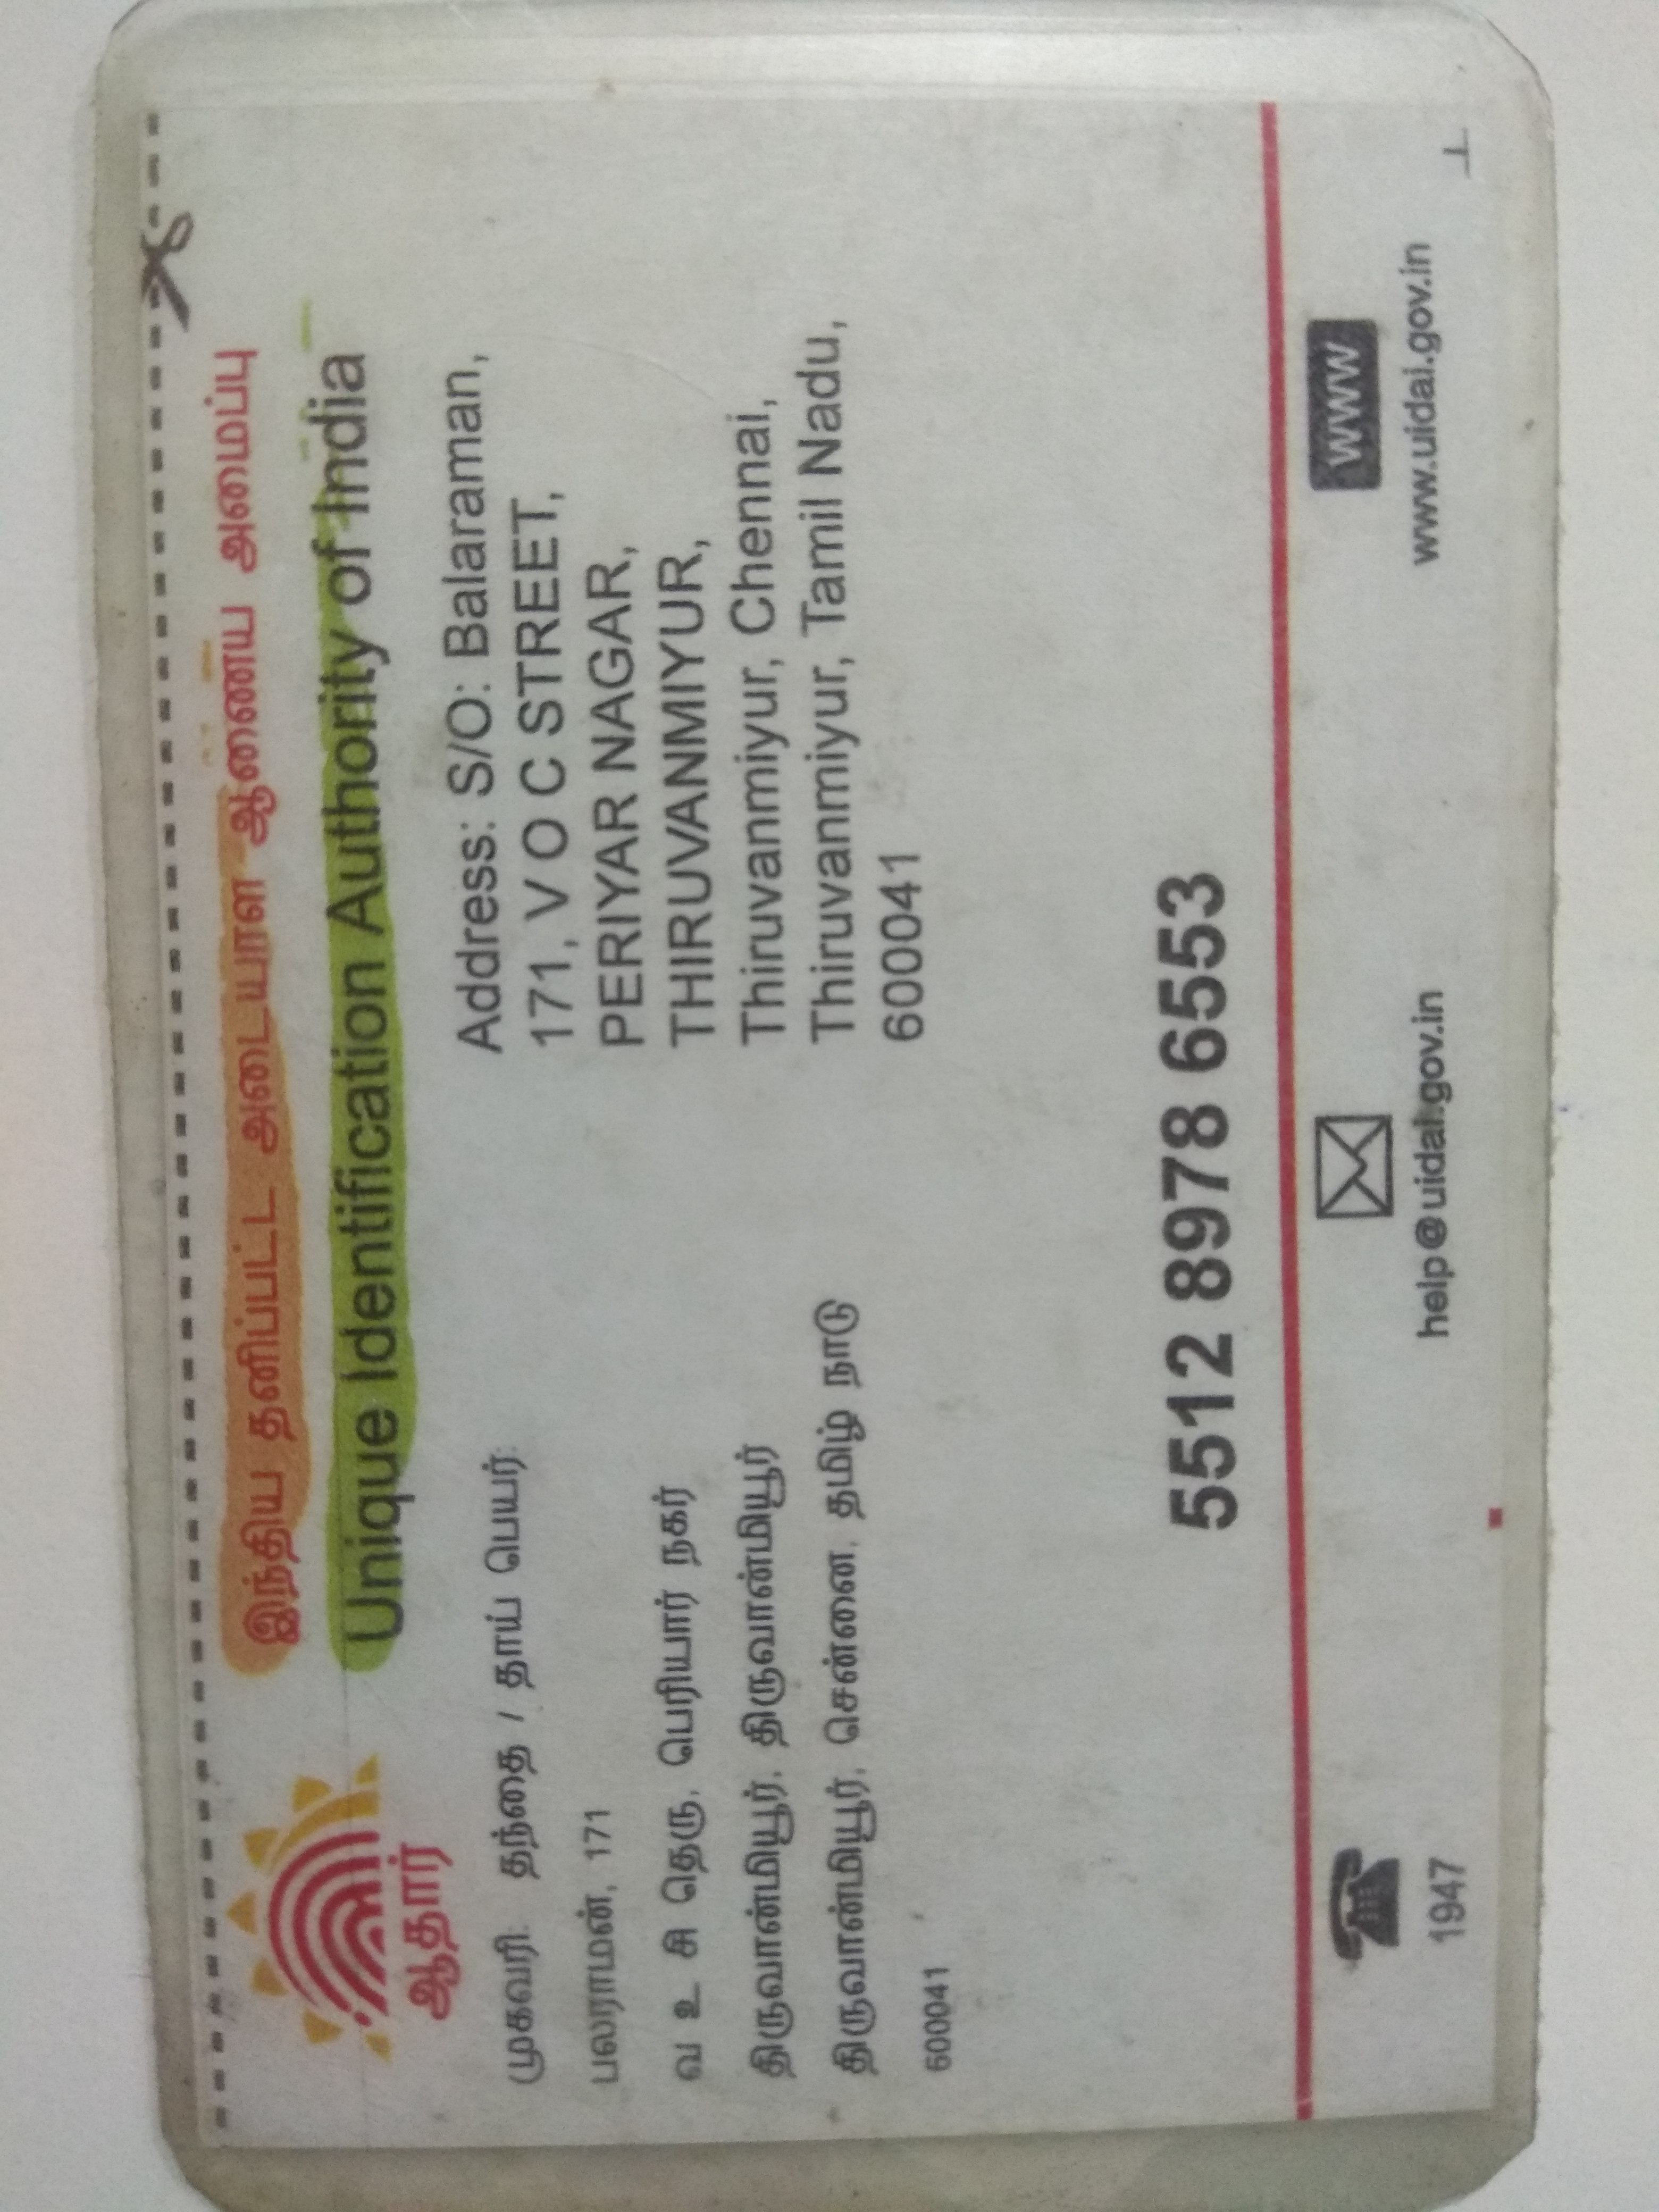 இந்திய தனிப்பட்ட அடையாள ஆணைய அமைப்பு
Unique Identification Authority of India
ஆதார்
முகவரி: தந்தை / தாய் பெயர்:
பலராமன், 171
வ உ சி தெரு, பெரியார் நகர்
திருவான்மியூர், திருவான்மியூர்
திருவான்மியூர், சென்னை, தமிழ் நாடு
600041
Address: S/O: Balaraman,
171, V O C STREET,
PERIYAR NAGAR,
THIRUVANMIYUR,
Thiruvanmiyur, Chennai,
Thiruvanmiyur, Tamil Nadu,
600041
5512 8978 6553
1947
help@uidai.gov.in
www
www.uidai.gov.in